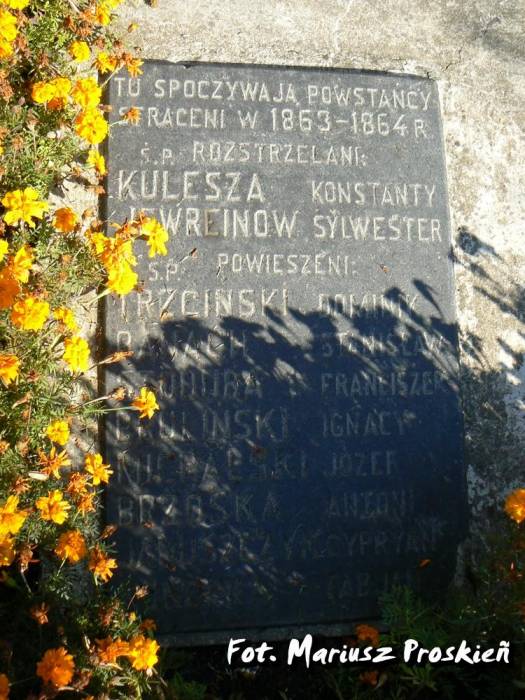 TU SPOCZYWAJĄ POWSTAŃCY
STRACENI W 1863-1864 R
Ś.P. ROZSTRZELANI:
KULESZA KONSTANTY
JEWREINOW SYLWESTER
Ś.P. POWIESZENI:
TRZCIŃSKI DOMINIK
STANISŁAW
FRANCISZEK
IGNACY
MICHALSKI JÓZEF
BRZOSKA ANTONI
CYPRYAN
Fot. Mariusz Proskień